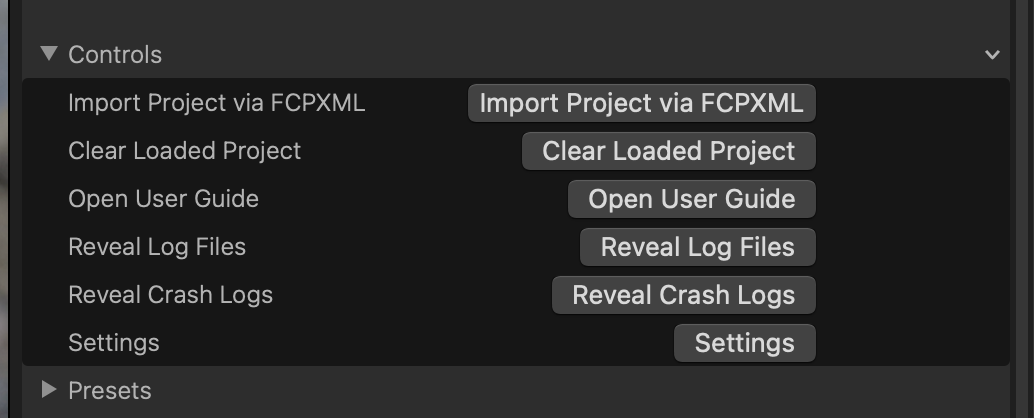 Controls
Import Project via FCPXML Import Project via FCPXML
Clear Loaded Project Clear Loaded Project
Open User Guide Open User Guide
Reveal Log Files Reveal Log Files
Reveal Crash Logs Reveal Crash Logs
Settings Settings
Presets